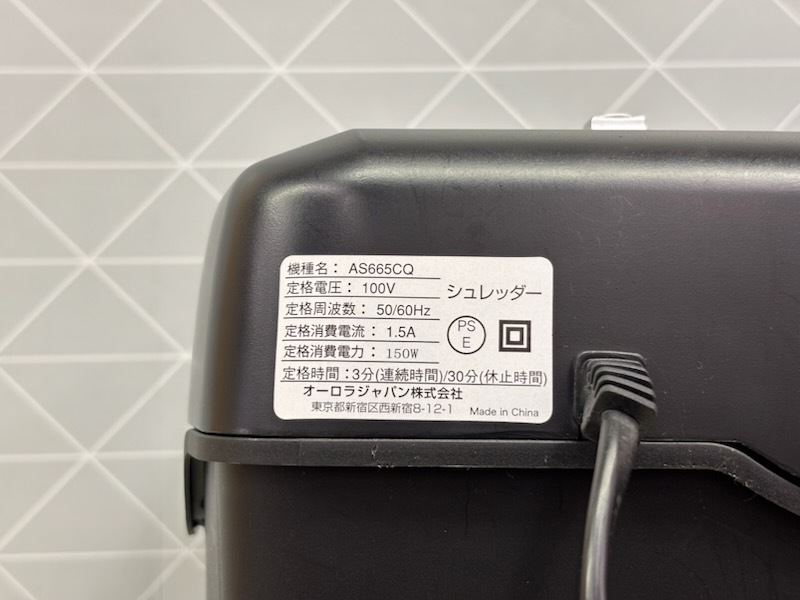 機種名： AS665CQ
定格電圧： 100V
シュレッダー
定格周波数： 50/60Hz
定格消費電流： 1.5A
PS
E
定格消費電力： 150W
定格時間：3分(連続時間)/30分(休止時間)
オーロラジャパン株式会社
東京都新宿区西新宿8-12-1
Made in China